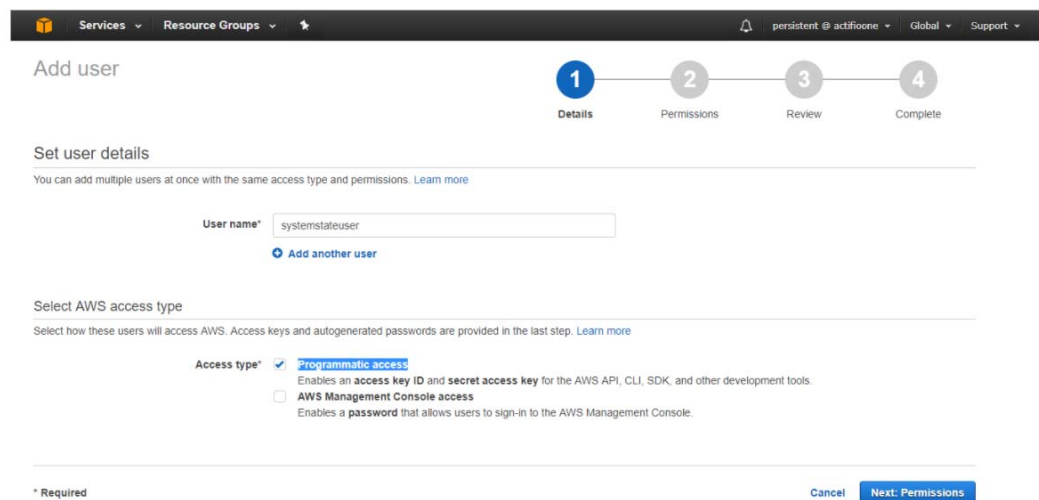 Services Resource Groups persistent @ actifioone Global Support
Add user
1 2 3 4
Details Permissions Review Complete
Set user details
You can add multiple users at once with the same access type and permissions. Learn more
User name* systemstateuser
Add another user
Select AWS access type
Select how these users will access AWS. Access keys and autogenerated passwords are provided in the last step. Learn more
Access type* Programmatic access
Enables an access key ID and secret access key for the AWS API, CLI, SDK, and other development tools.
AWS Management Console access
Enables a password that allows users to sign-in to the AWS Management Console.
* Required Cancel Next: Permissions